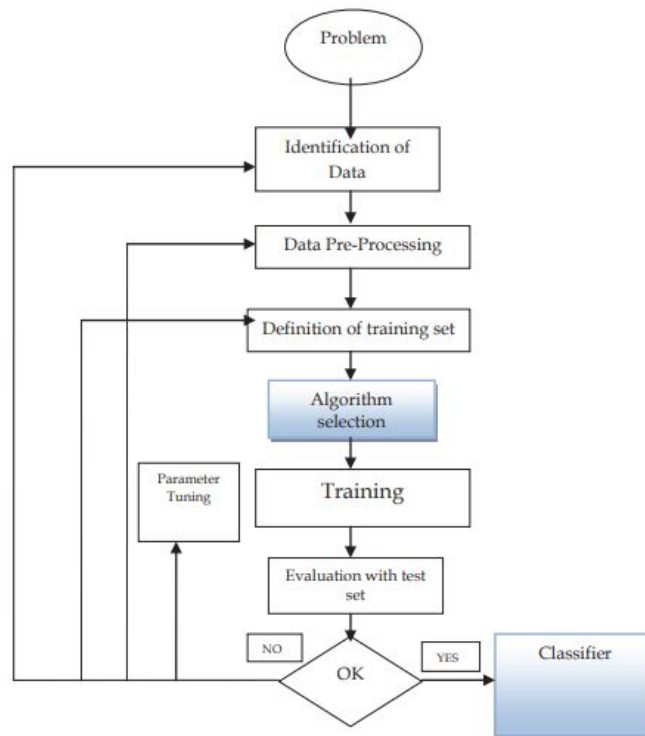 Problem
Identification of
Data
Data Pre-Processing
Definition of training set
Algorithm
selection
Parameter
Tuning
Training
Evaluation with test
set
NO
OK
YES
Classifier